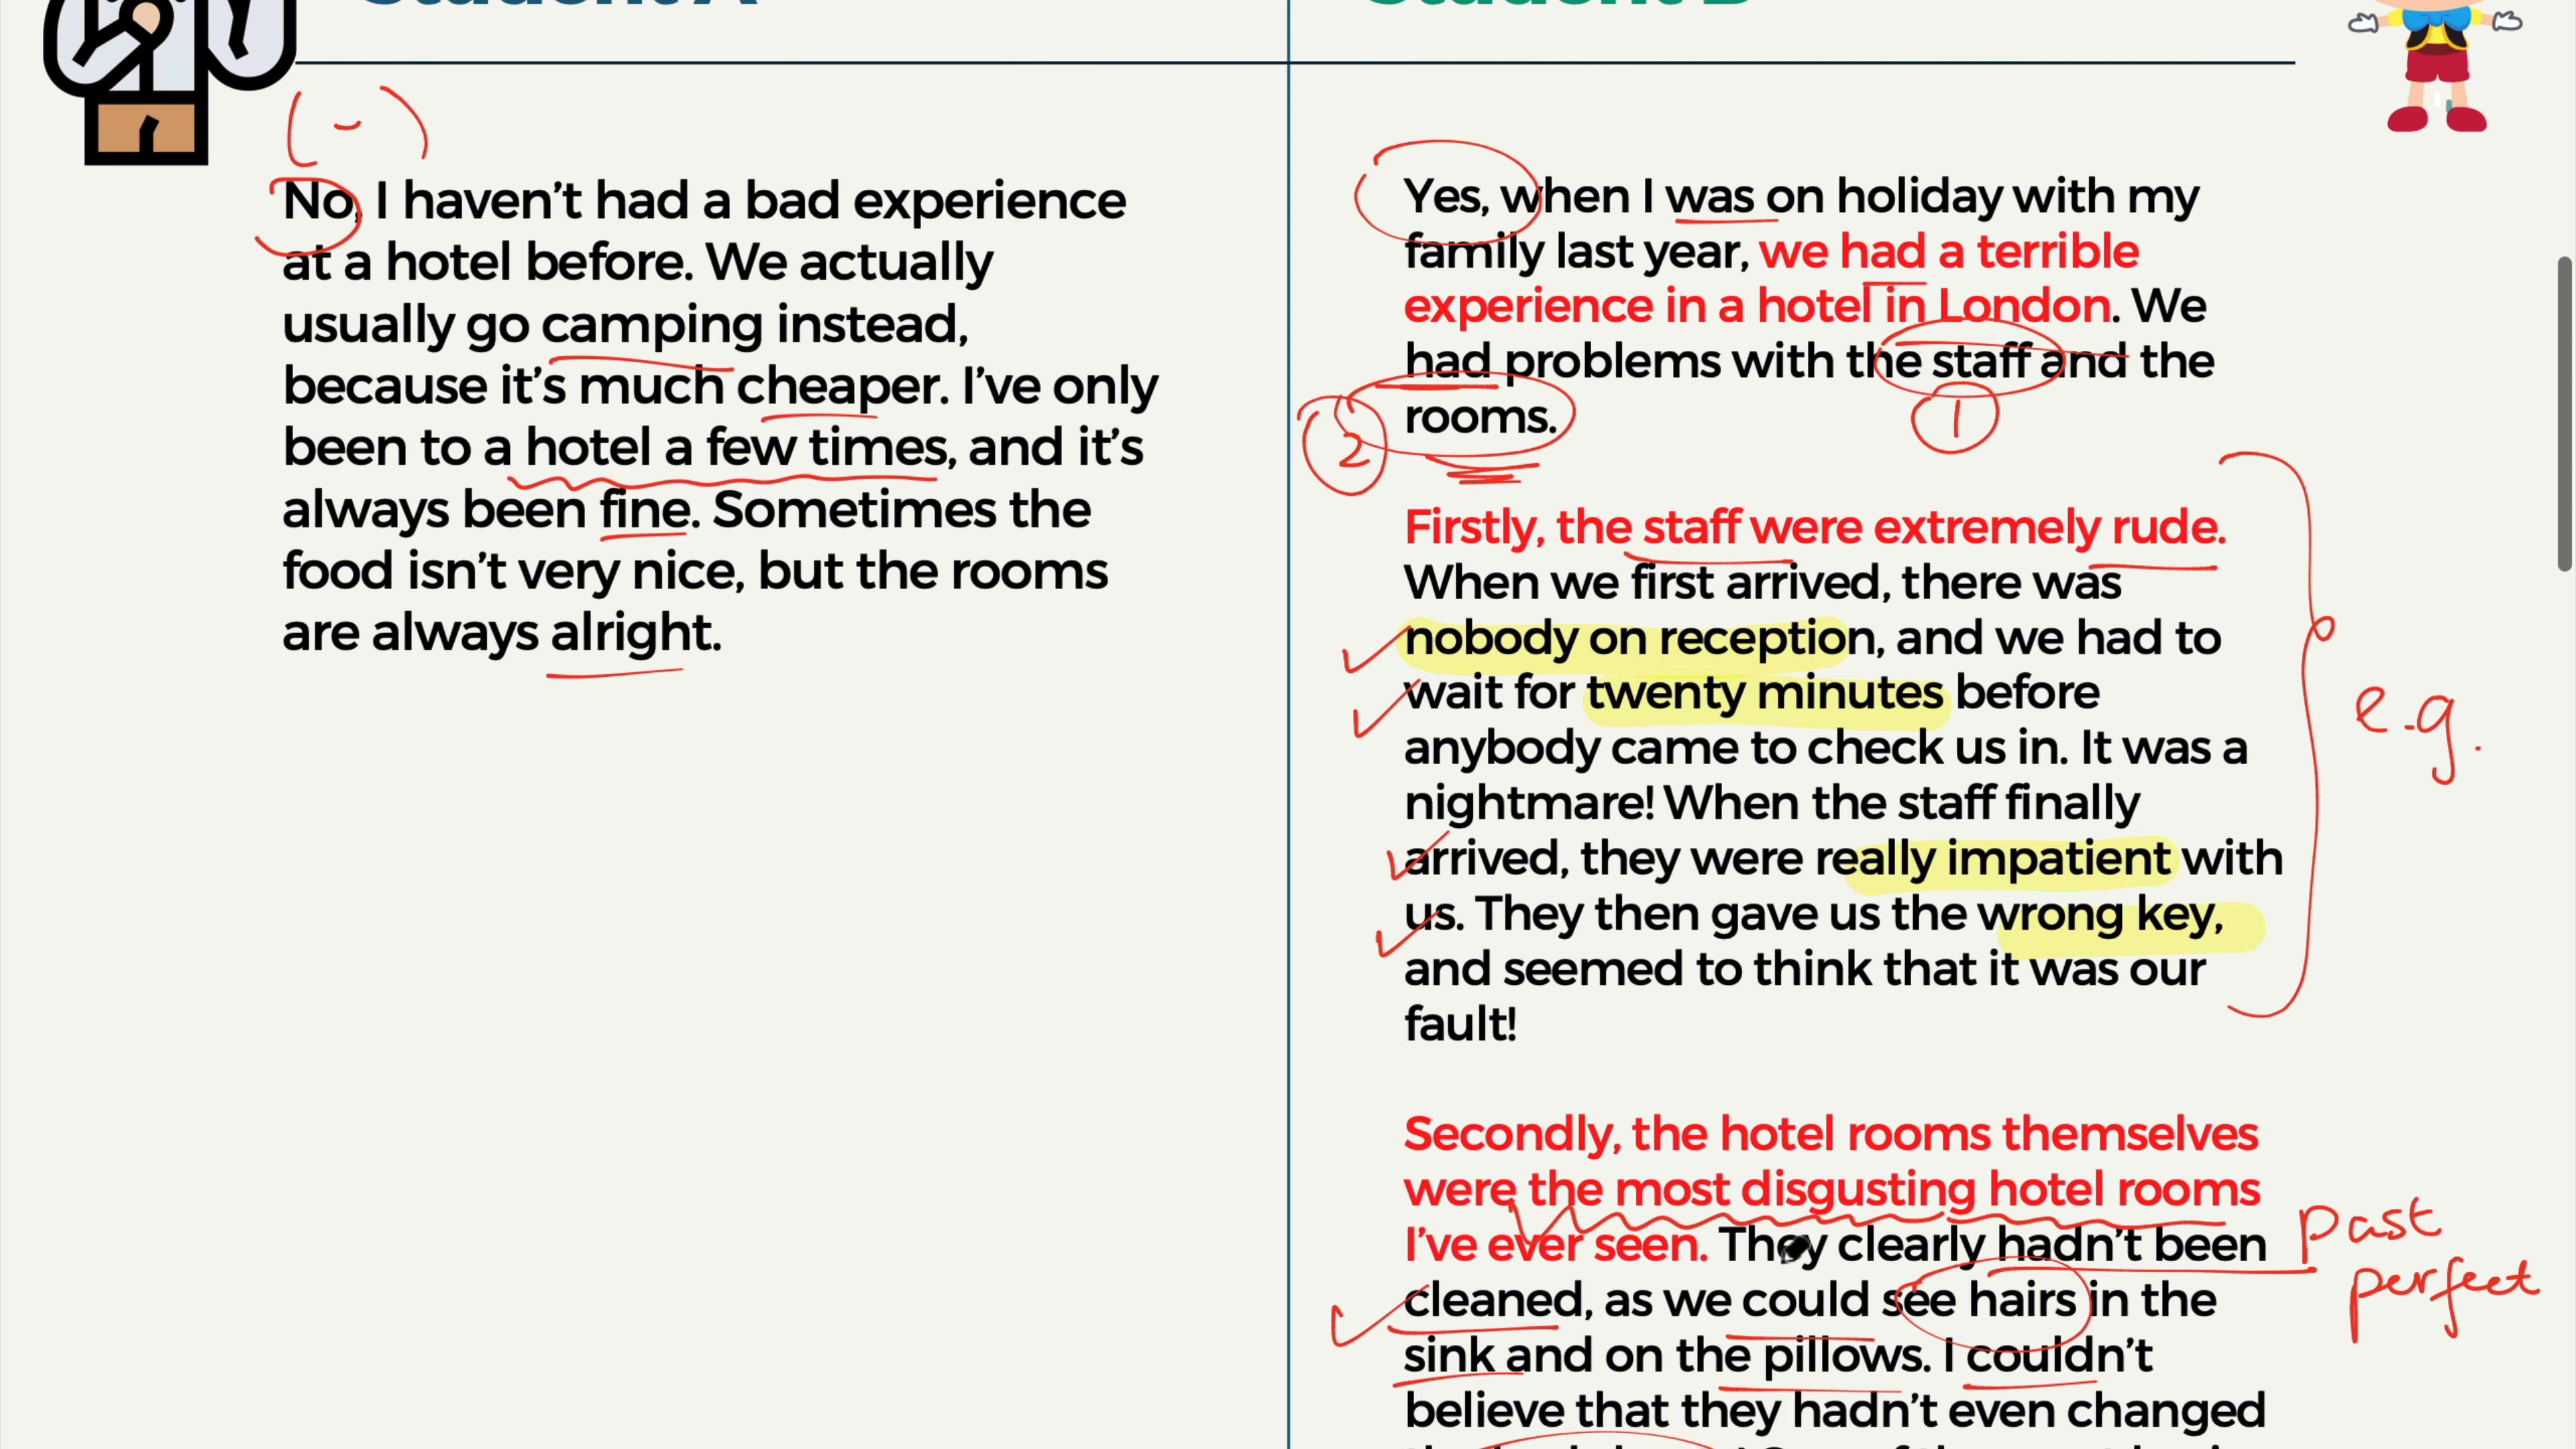 Student A
(-)
No, I haven't had a bad experience
at a hotel before. We actually
usually go camping instead,
because it's much cheaper. I've only
been to a hotel a few times, and it's
always been fine. Sometimes the
food isn't very nice, but the rooms
are always alright.
Student B
Yes, when I was on holiday with my
family last year, we had a terrible
experience in a hotel in London. We
had problems with the staff and the
1
2
rooms.
Firstly, the staff were extremely rude.
When we first arrived, there was
nobody on reception, and we had to
wait for twenty minutes before
anybody came to check us in. It was a
nightmare! When the staff finally
arrived, they were really impatient with
us. They then gave us the wrong key,
and seemed to think that it was our
fault!
e.g.
Secondly, the hotel rooms themselves
were the most disgusting hotel rooms
I've ever seen. They clearly hadn't been
cleaned, as we could see hairs in the
sink and on the pillows. I couldn't
believe that they hadn't even changed
past
perfect